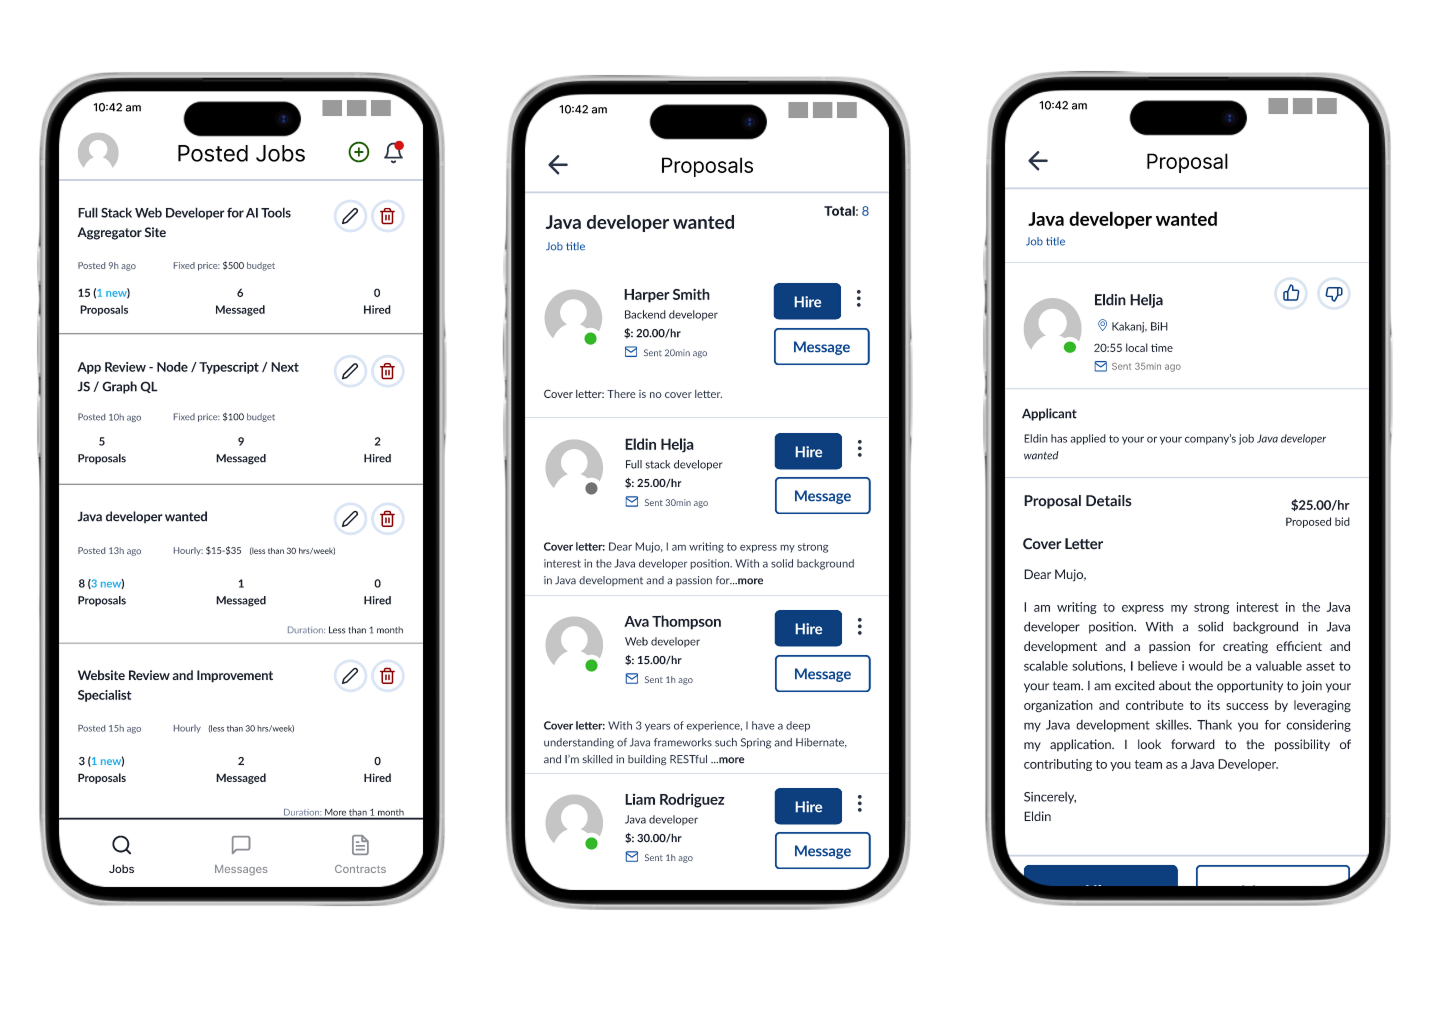 10:42 am
Posted Jobs
Full Stack Web Developer for AI Tools
Aggregator Site
Posted 9h ago Fixed price: $500 budget
15 (1 new) 6 0
Proposals Messaged Hired
App Review - Node / Typescript / Next
JS / Graph QL
Posted 10h ago Fixed price: $100 budget
5 9 2
Proposals Messaged Hired
Java developer wanted
Posted 13h ago Hourly: $15-$35 (less than 30 hrs/week)
8 (3 new) 1 0
Proposals Messaged Hired
Duration: Less than 1 month
Website Review and Improvement
Specialist
Posted 15h ago Hourly (less than 30 hrs/week)
3 (1 new) 2 0
Proposals Messaged Hired
Duration: More than 1 month
Jobs Messages Contracts
10:42 am
Proposals
Total: 8
Java developer wanted
Job title
Harper Smith
Backend developer
$: 20.00/hr
Sent 20min ago
Hire
Message
Cover letter: There is no cover letter.
Eldin Helja
Full stack developer
$: 25.00/hr
Sent 30min ago
Hire
Message
Cover letter: Dear Mujo, I am writing to express my strong
interest in the Java developer position. With a solid background
in Java development and a passion for...more
Ava Thompson
Web developer
$: 15.00/hr
Sent 1h ago
Hire
Message
Cover letter: With 3 years of experience, I have a deep
understanding of Java frameworks such Spring and Hibernate,
and I'm skilled in building RESTful ...more
Liam Rodriguez
Java developer
$: 30.00/hr
Sent 1h ago
Hire
Message
10:42 am
Proposal
Java developer wanted
Job title
Eldin Helja
Kakanj, BiH
20:55 local time
Sent 35min ago
Applicant
Eldin has applied to your or your company's job Java developer
wanted
Proposal Details
$25.00/hr
Proposed bid
Cover Letter
Dear Mujo,
I am writing to express my strong interest in the Java
developer position. With a solid background in Java
development and a passion for creating efficient and
scalable solutions, I believe i would be a valuable asset to
your team. I am excited about the opportunity to join your
organization and contribute to its success by leveraging
my Java development skilles. Thank you for considering
my application. I look forward to the possibility of
contributing to you team as a Java Developer.
Sincerely,
Eldin